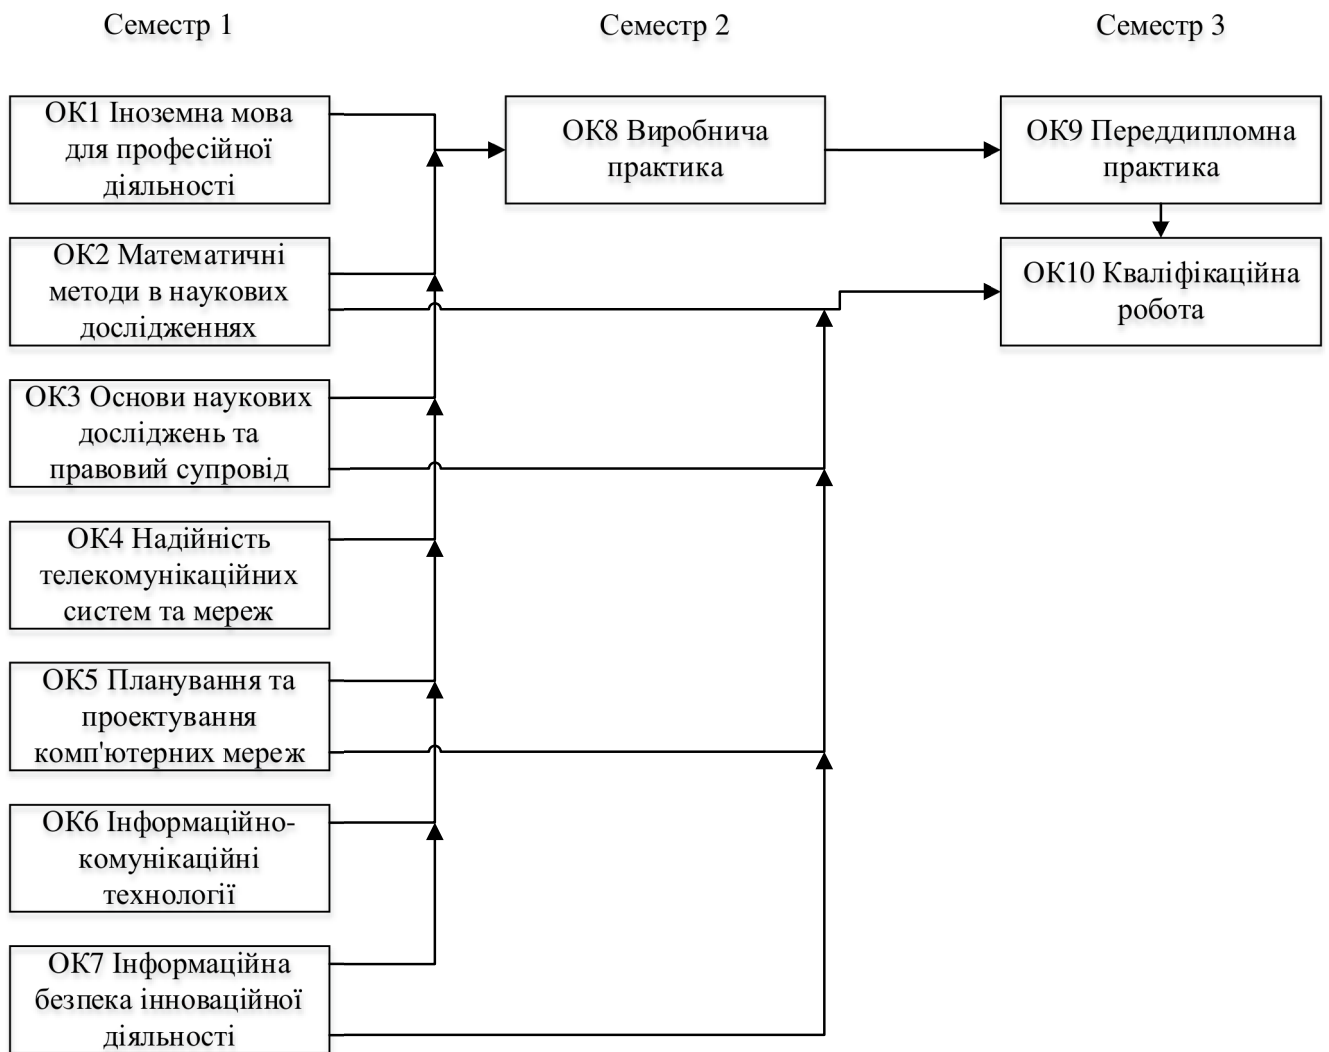 Семестр 1
Семестр 2
Семестр 3
ОК1 Іноземна мова
для професійної
діяльності
ОК8 Виробнича
практика
ОК9 Переддипломна
практика
ОК2 Математичні
методи в наукових
дослідженнях
ОК10 Кваліфікаційна
робота
ОК3 Основи наукових
досліджень та
правовий супровід
ОК4 Надійність
телекомунікаційних
систем та мереж
ОК5 Планування та
проектування
комп'ютерних мереж
ОК6 Інформаційно-
комунікаційні
технології
ОК7 Інформаційна
безпека інноваційної
діяльності